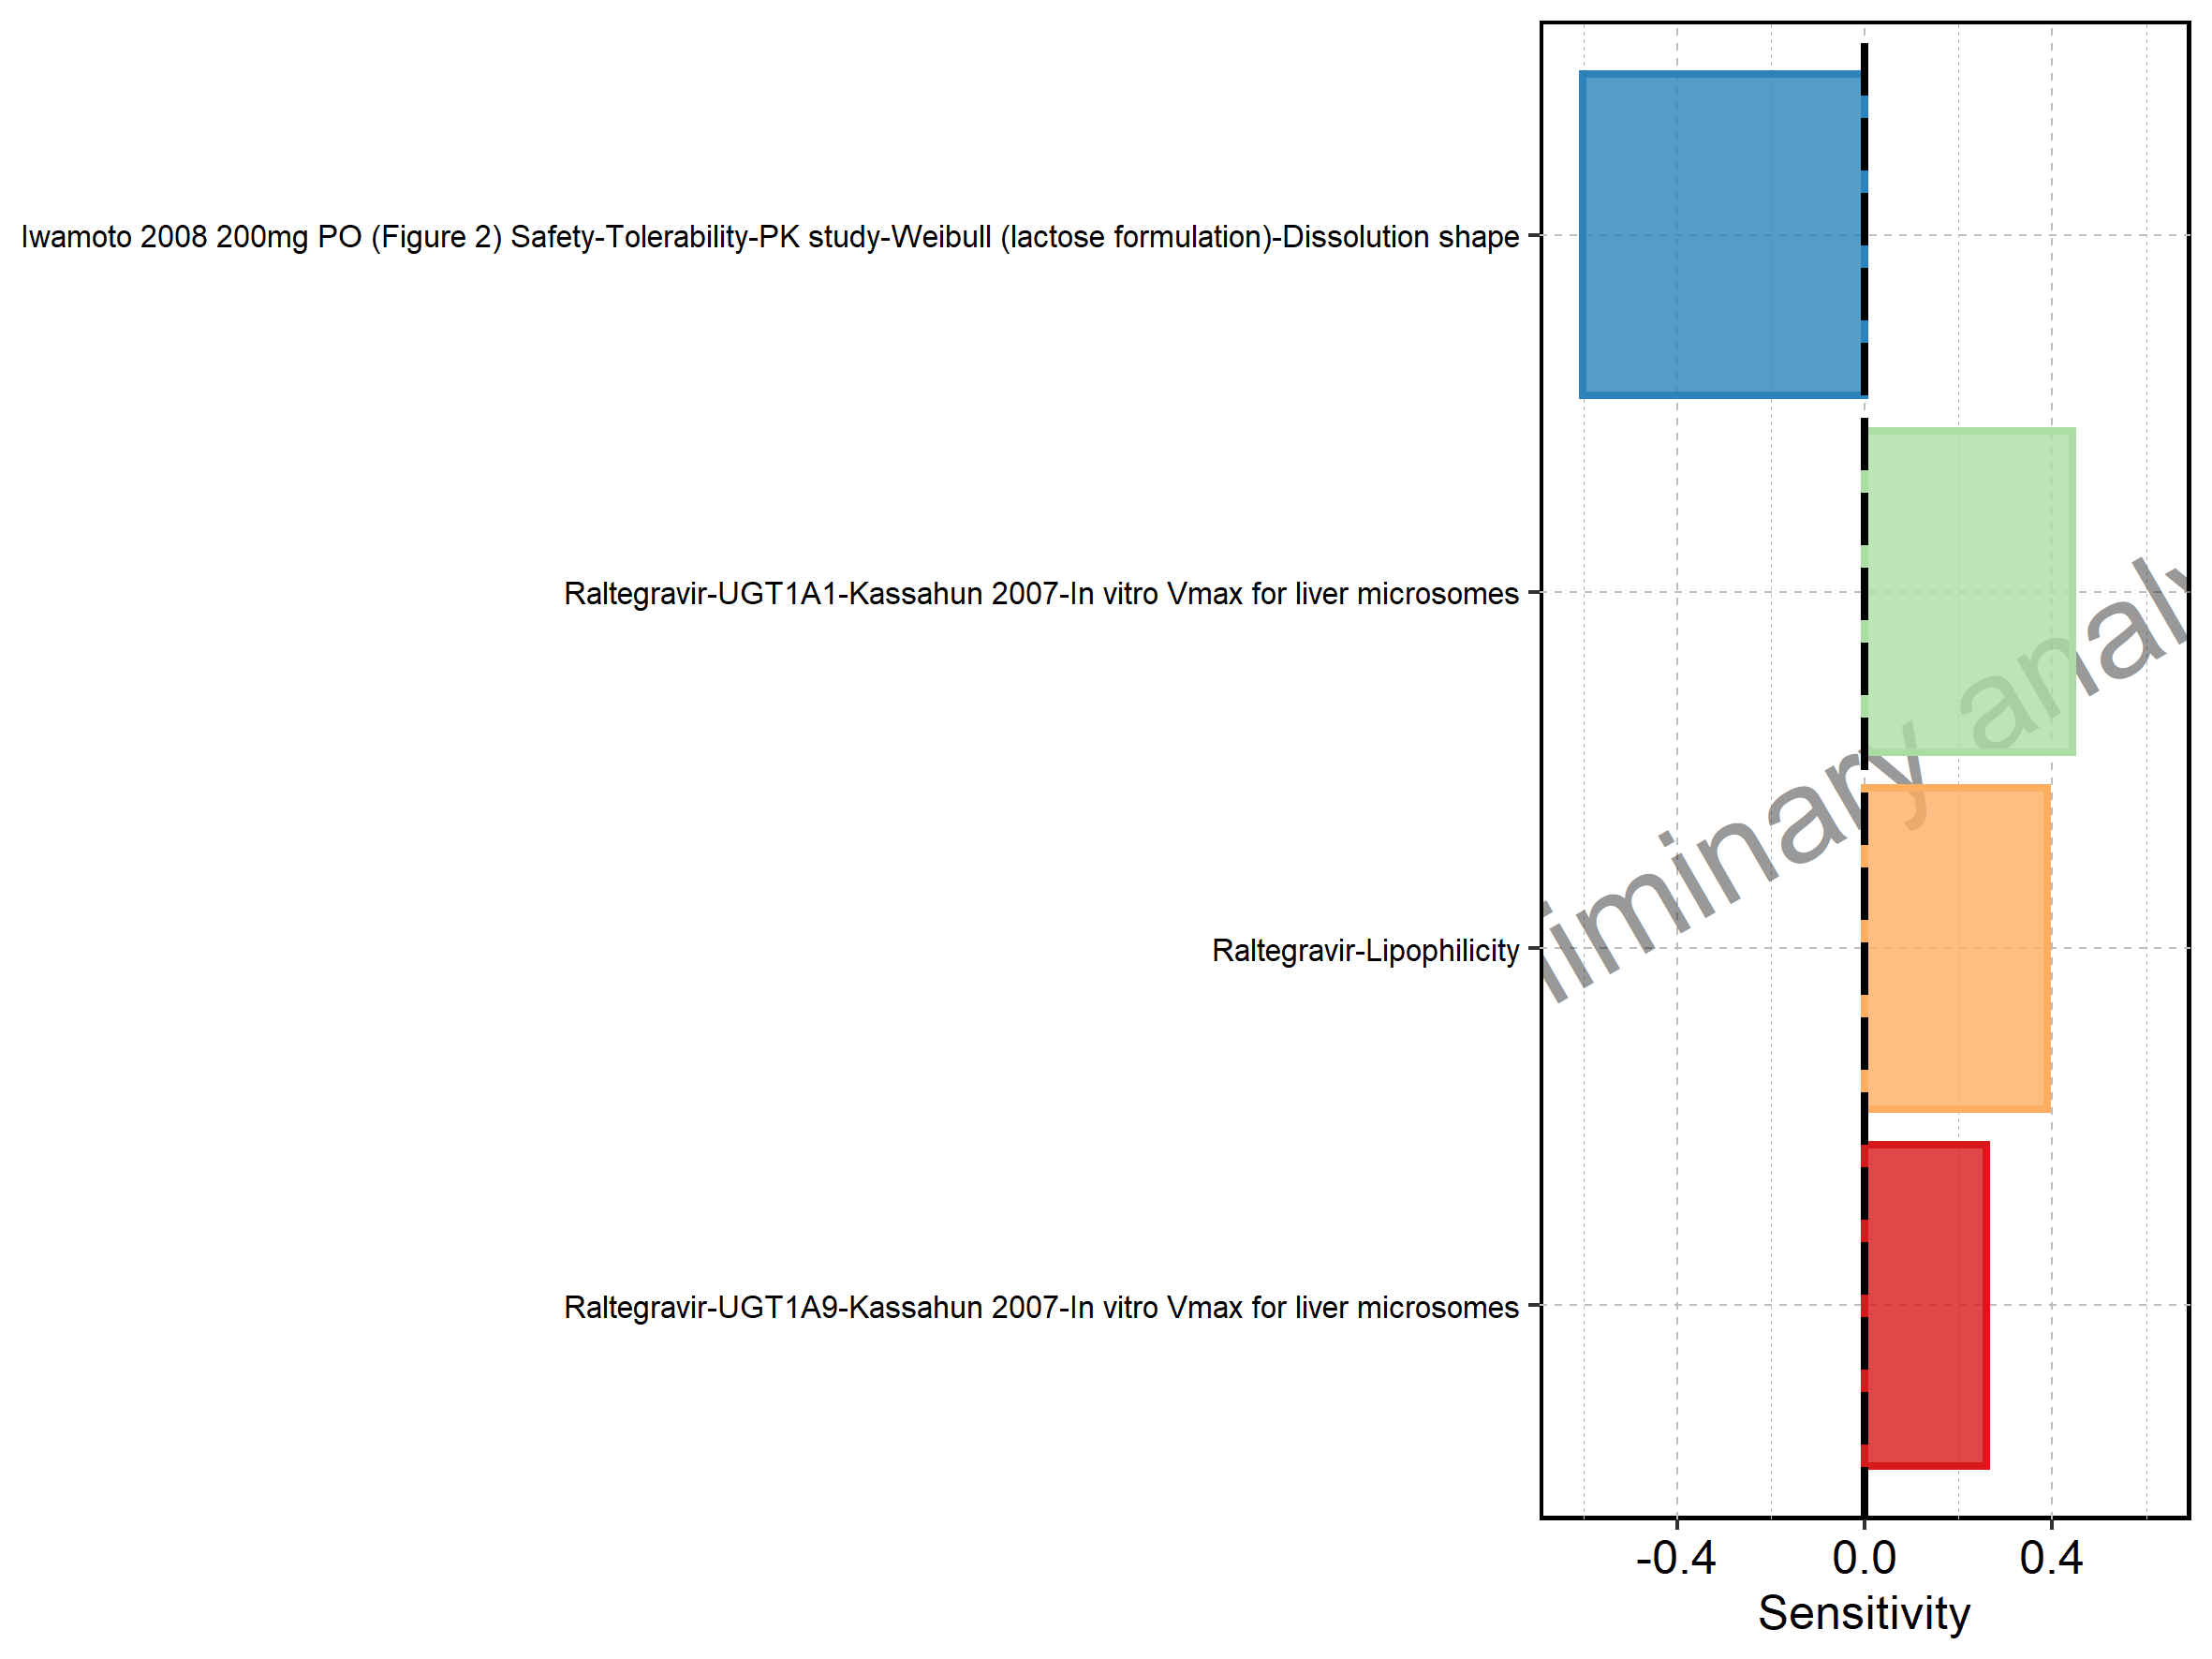 Iwamoto 2008 200mg PO (Figure 2) Safety-Tolerability-PK study-Weibull (lactose formulation)-Dissolution shape
Raltegravir-UGT1A1-Kassahun 2007-In vitro Vmax for liver microsomes
Raltegravir-Lipophilicity
Raltegravir-UGT1A9-Kassahun 2007-In vitro Vmax for liver microsomes
-0.4 0.0 0.4
Sensitivity